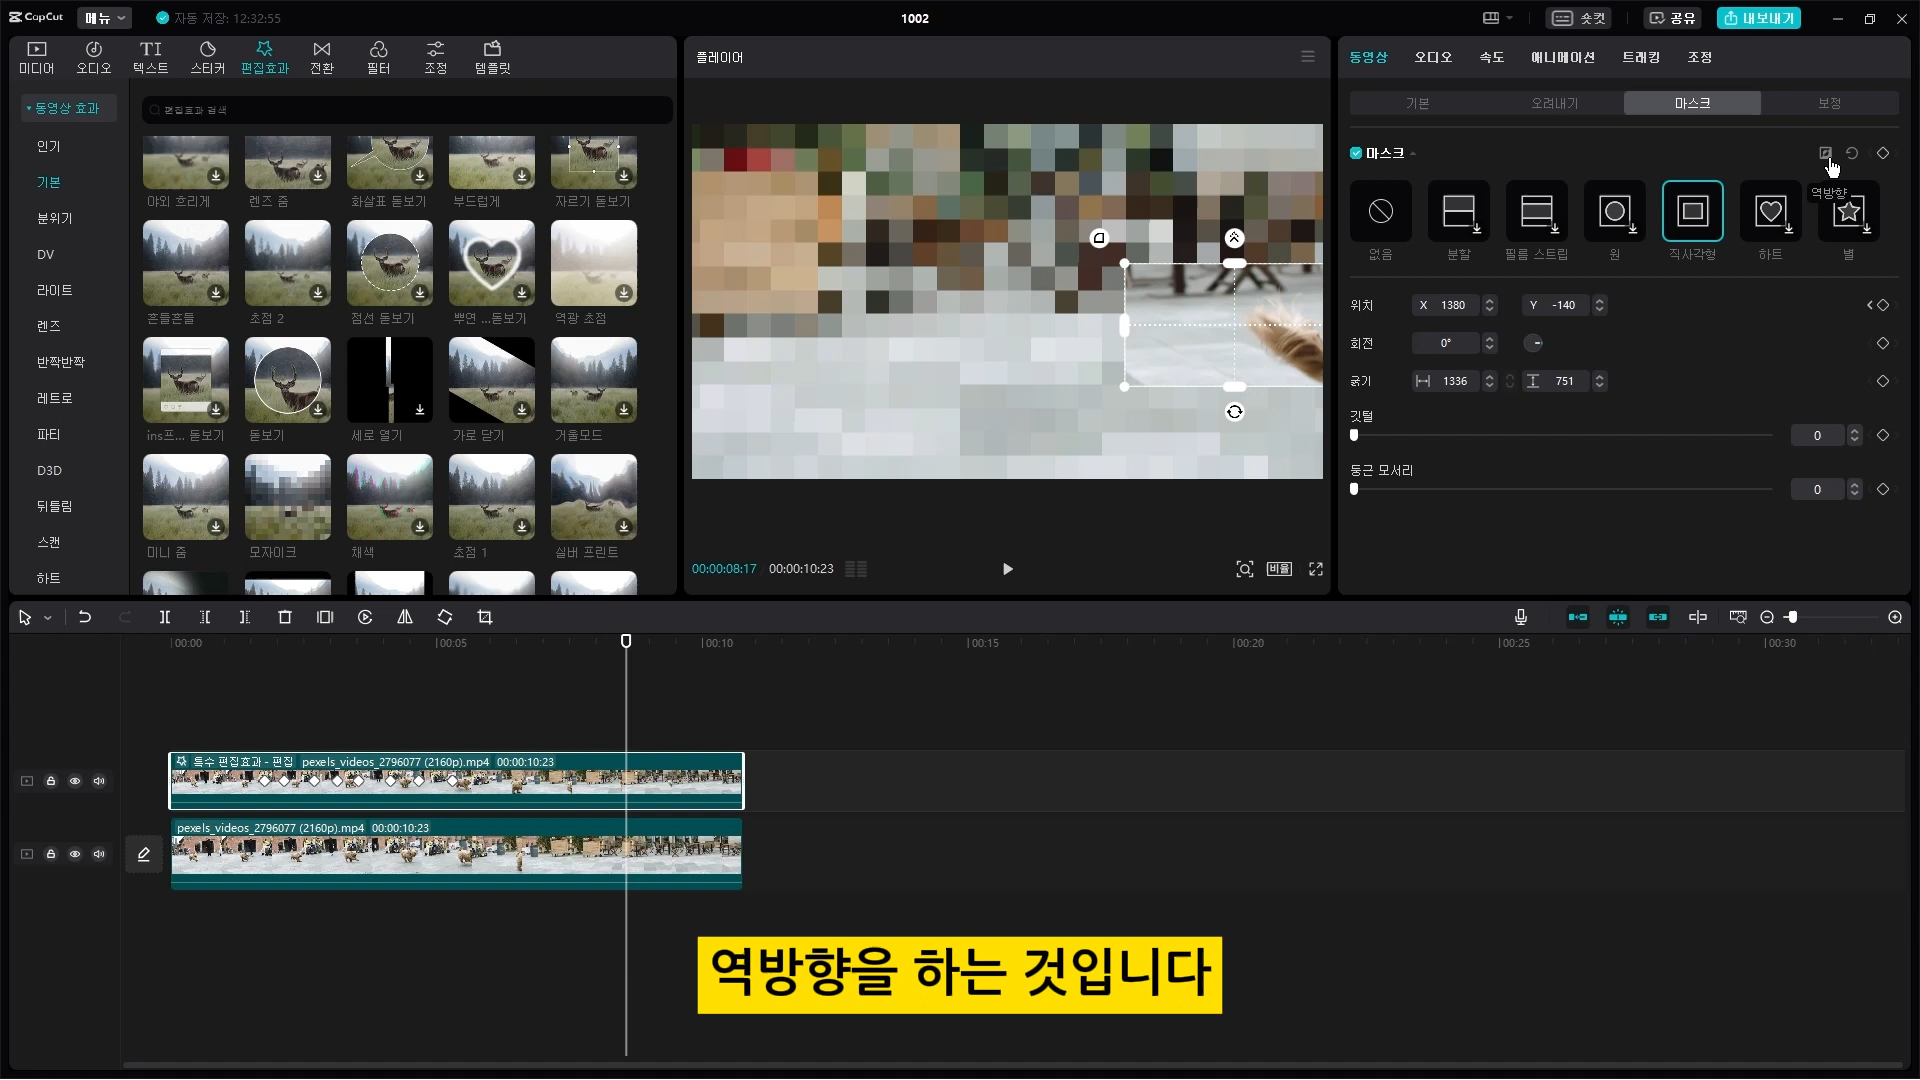 CapCut 메뉴 자동 저장: 12:32:55 1002 숏컷 공유 내보내기
미디어 오디오 텍스트 스티커 편집효과 전환 필터 조정 템플릿
동영상 효과
편집효과 검색
인기
기본
분위기
DV
라이트
렌즈
반짝반짝
레트로
파티
D3D
뒤틀림
스캔
하트
야외 흐리게 렌즈 줌 화살표 돋보기 부드럽게 자르기 돋보기
흔들흔들 초점 2 점선 돋보기 뿌연 ...돋보기 역광 초점
ins프... 돋보기 돋보기 세로 열기 가로 닫기 거울모드
미니 줌 모자이크 채색 초점 1 실버 프린트
플레이어
00:00:08:17 00:00:10:23 비율
동영상 오디오 속도 애니메이션 트래킹 조정
기본 오려내기 마스크 보정
마스크
역방향
없음 분할 필름 스트립 원 직사각형 하트 별
위치 X 1380 Y -140
회전 0°
굵기 1336 751
깃털
0
둥근 모서리
0
00:00 00:05 00:10 00:15 00:20 00:25 00:30
특수 편집효과 - 편집 pexels_videos_2796077 (2160p).mp4 00:00:10:23
pexels_videos_2796077 (2160p).mp4 00:00:10:23
역방향을 하는 것입니다